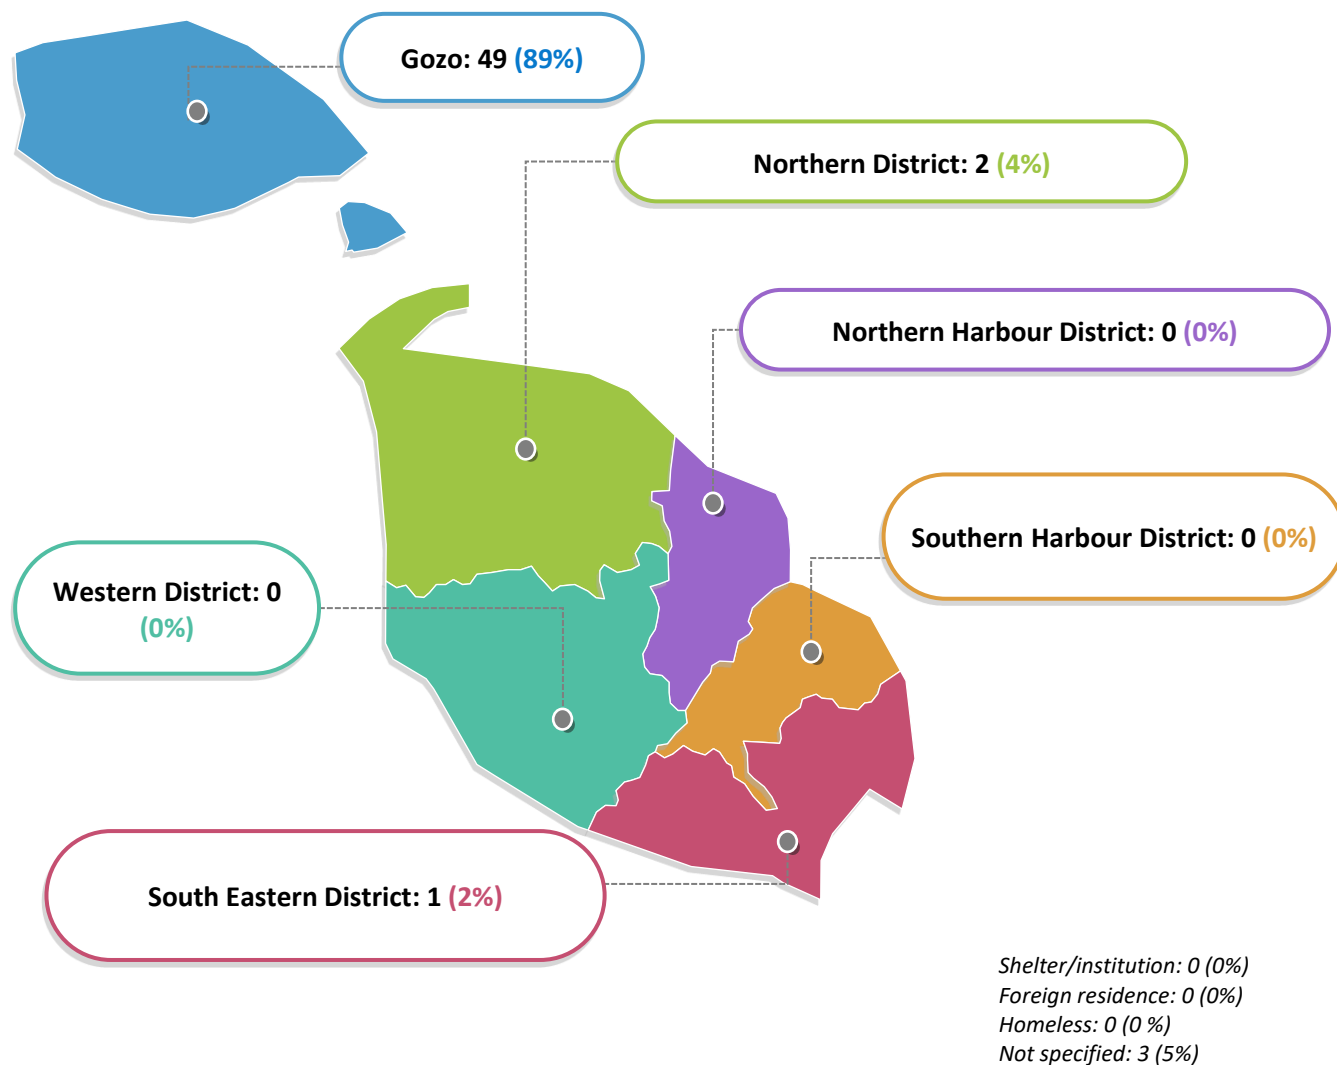 Gozo: 49 (89%)
Northern District: 2 (4%)
Northern Harbour District: 0 (0%)
Southern Harbour District: 0 (0%)
Western District: 0
(0%)
South Eastern District: 1 (2%)
Shelter/institution: 0 (0%)
Foreign residence: 0 (0%)
Homeless: 0 (0 %)
Not specified: 3 (5%)